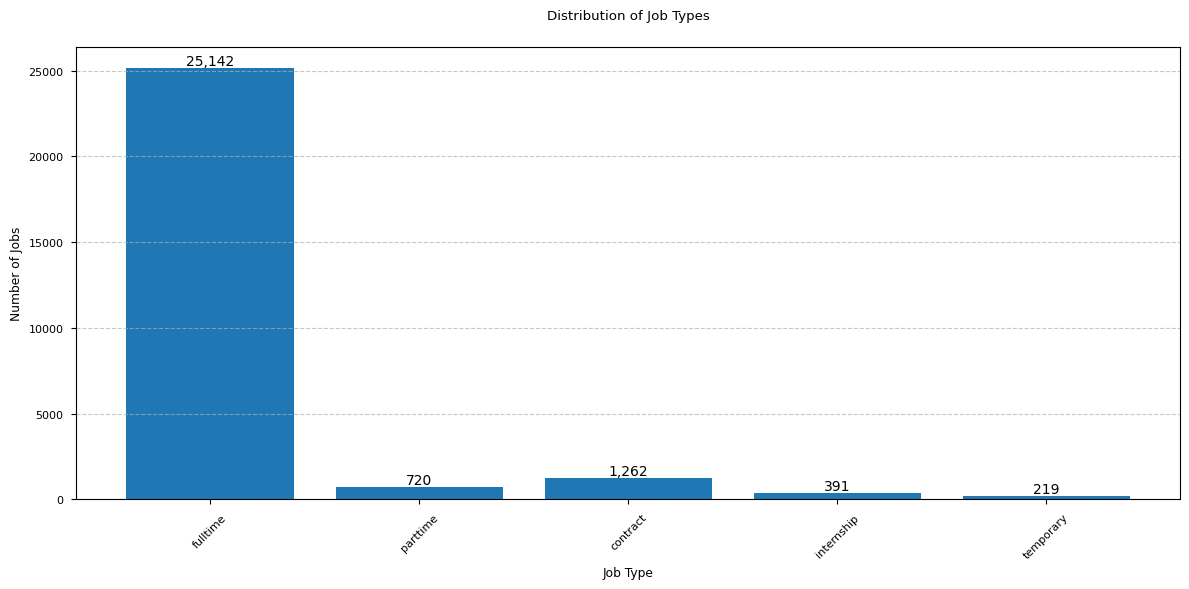 Distribution of Job Types
25000
20000
15000
10000
5000
0
Number of Jobs
25,142
720
1,262
391
219
fulltime
parttime
contract
internship
temporary
Job Type